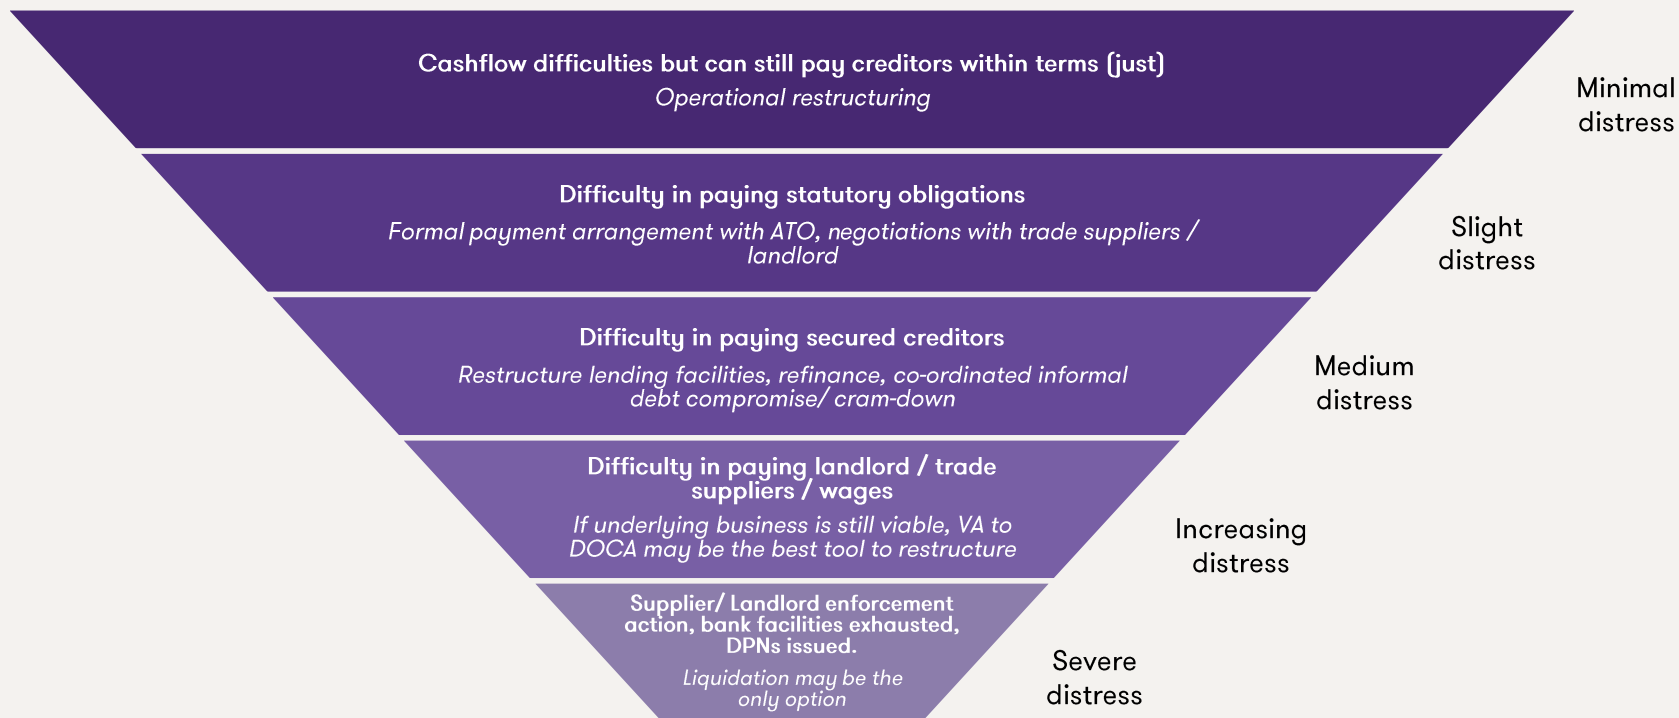 Cashflow difficulties but can still pay creditors within terms (just)
Operational restructuring
Minimal
distress
Difficulty in paying statutory obligations
Formal payment arrangement with ATO, negotiations with trade suppliers /
landlord
Slight
distress
Difficulty in paying secured creditors
Restructure lending facilities, refinance, co-ordinated informal
debt compromise/ cram-down
Medium
distress
Difficulty in paying landlord / trade
suppliers / wages
If underlying business is still viable, VA to
DOCA may be the best tool to restructure
Increasing
distress
Supplier/ Landlord enforcement
action, bank facilities exhausted,
DPNs issued.
Liquidation may be the
only option
Severe
distress